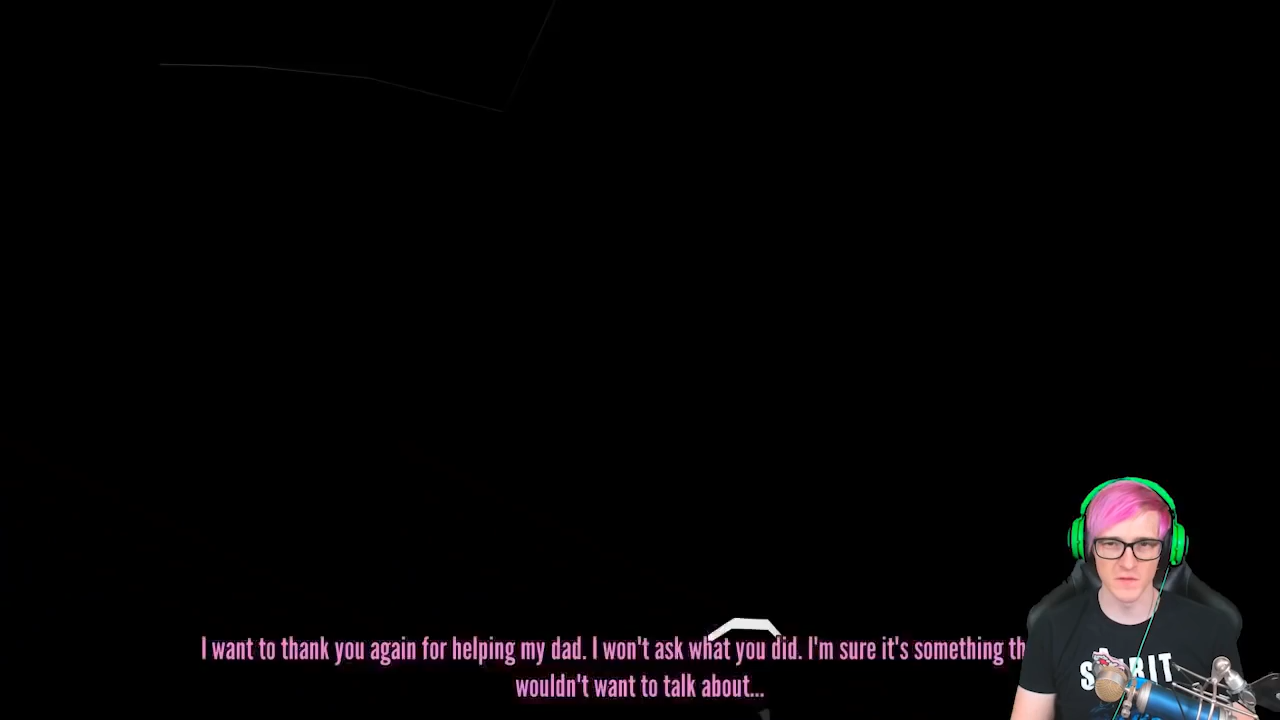 I want to thank you again for helping my dad. I won't ask what you did. I'm sure it's something th
wouldn't want to talk about...